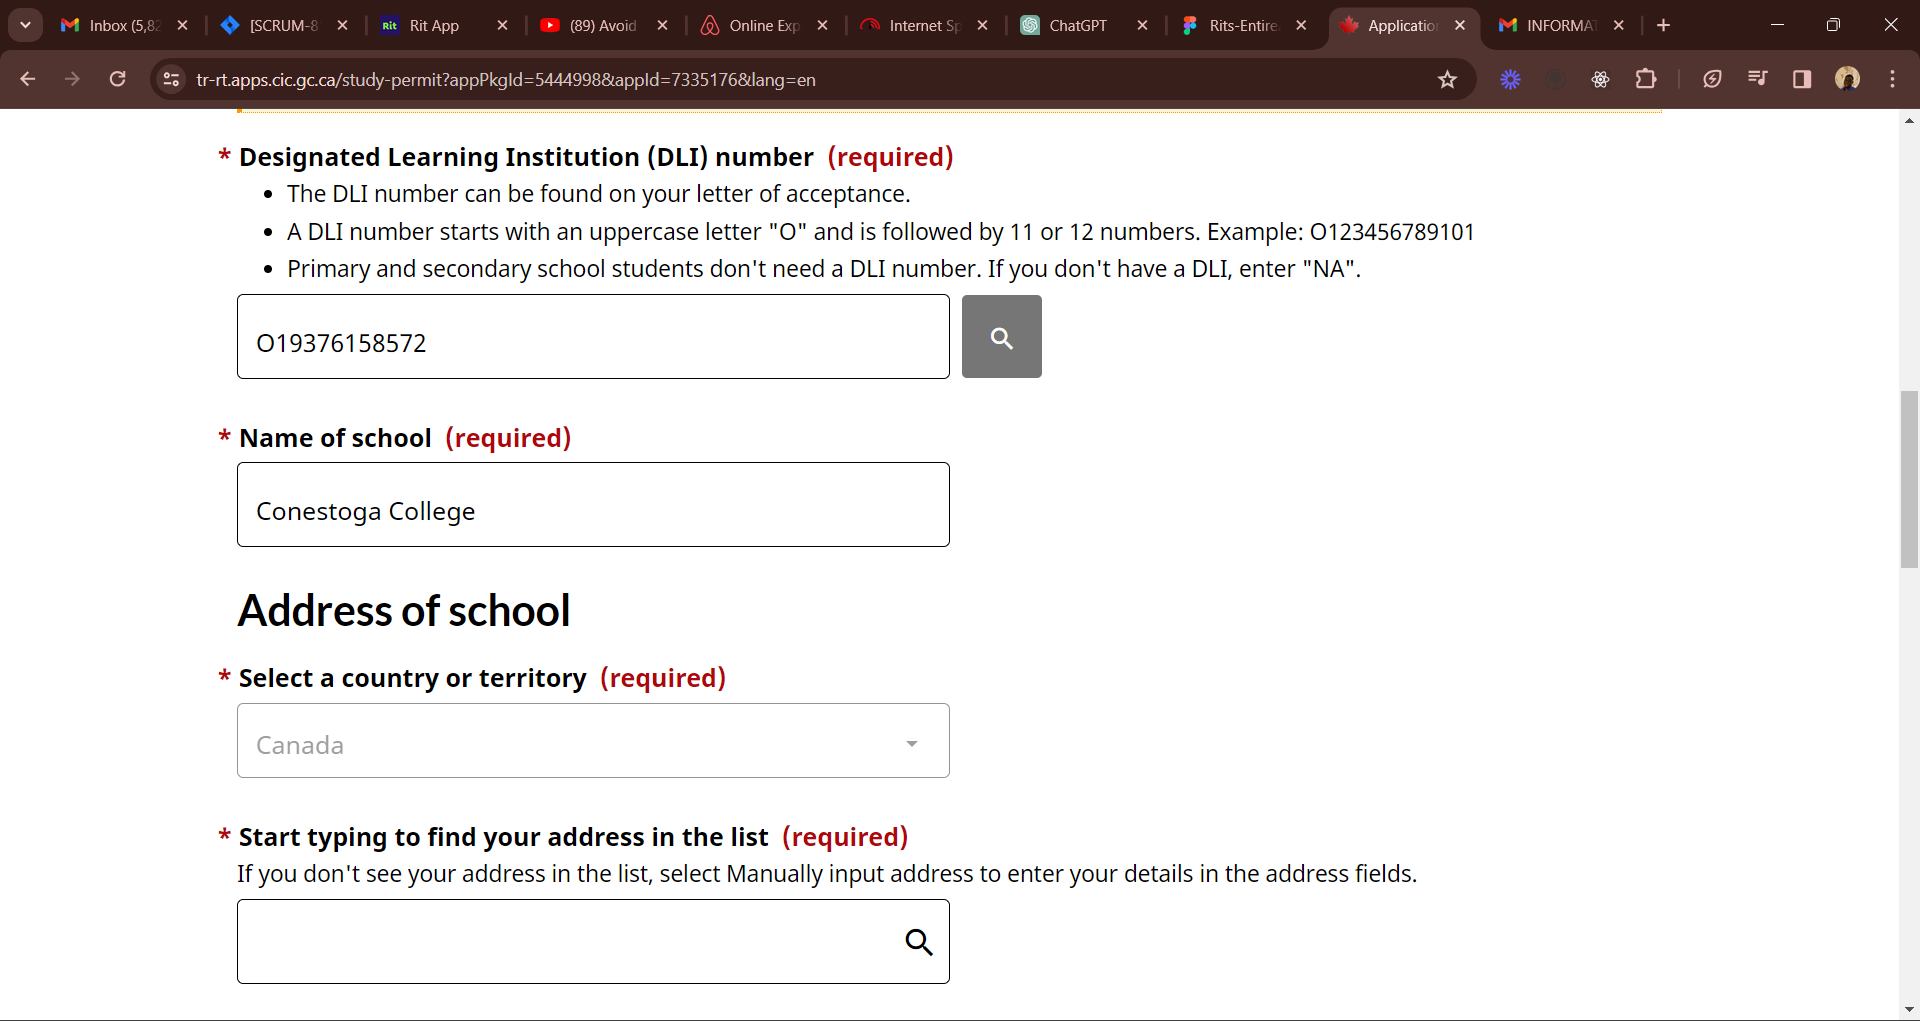 Inbox (5,82
[SCRUM-8
Rit
Rit App
(89) Avoid
Online Exp
Internet Sp
ChatGPT
Rits-Entire
Applicatio
INFORMA
tr-rt.apps.cic.gc.ca/study-permit?appPkgId=5444998&appId=7335176&lang=en
* Designated Learning Institution (DLI) number (required)
• The DLI number can be found on your letter of acceptance.
• A DLI number starts with an uppercase letter "O" and is followed by 11 or 12 numbers. Example: O123456789101
• Primary and secondary school students don't need a DLI number. If you don't have a DLI, enter "NA".
O19376158572
* Name of school (required)
Conestoga College
Address of school
* Select a country or territory (required)
Canada
* Start typing to find your address in the list (required)
If you don't see your address in the list, select Manually input address to enter your details in the address fields.